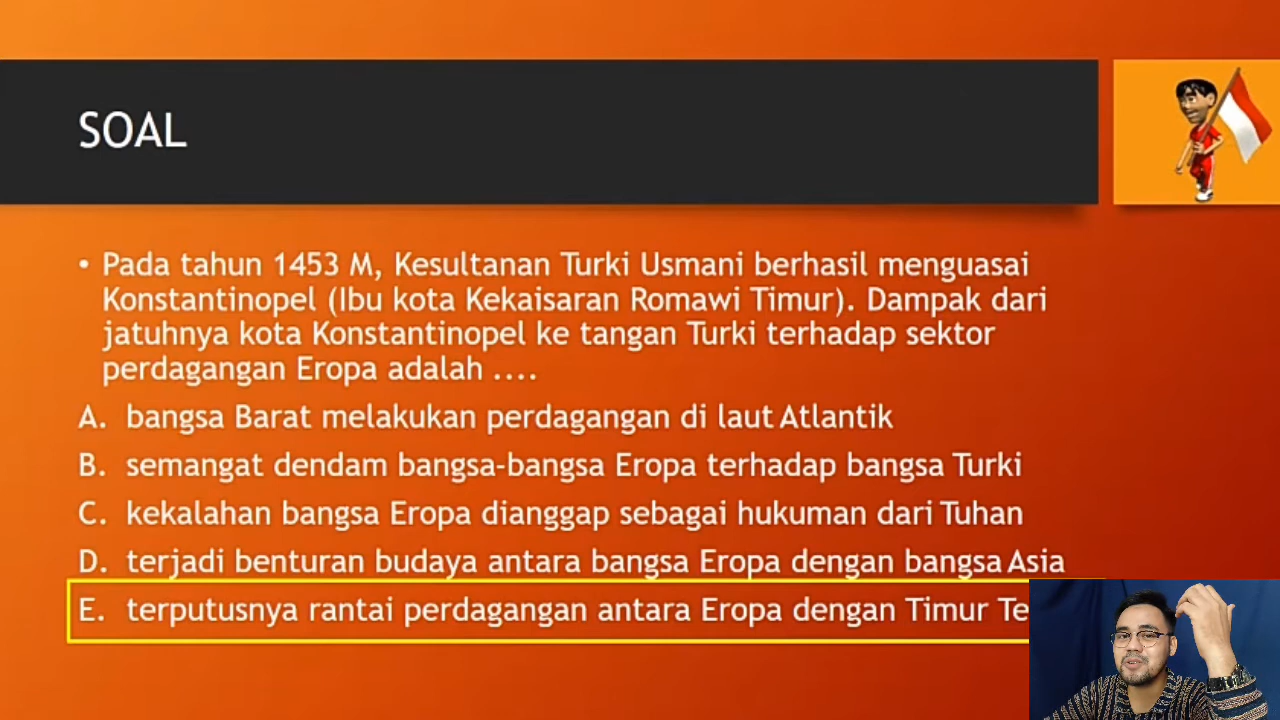 SOAL
• Pada tahun 1453 M, Kesultanan Turki Usmani berhasil menguasai
Konstantinopel (Ibu kota Kekaisaran Romawi Timur). Dampak dari
jatuhnya kota Konstantinopel ke tangan Turki terhadap sektor
perdagangan Eropa adalah ....
A. bangsa Barat melakukan perdagangan di laut Atlantik
B. semangat dendam bangsa-bangsa Eropa terhadap bangsa Turki
C. kekalahan bangsa Eropa dianggap sebagai hukuman dari Tuhan
D. terjadi benturan budaya antara bangsa Eropa dengan bangsa Asia
E. terputusnya rantai perdagangan antara Eropa dengan Timur